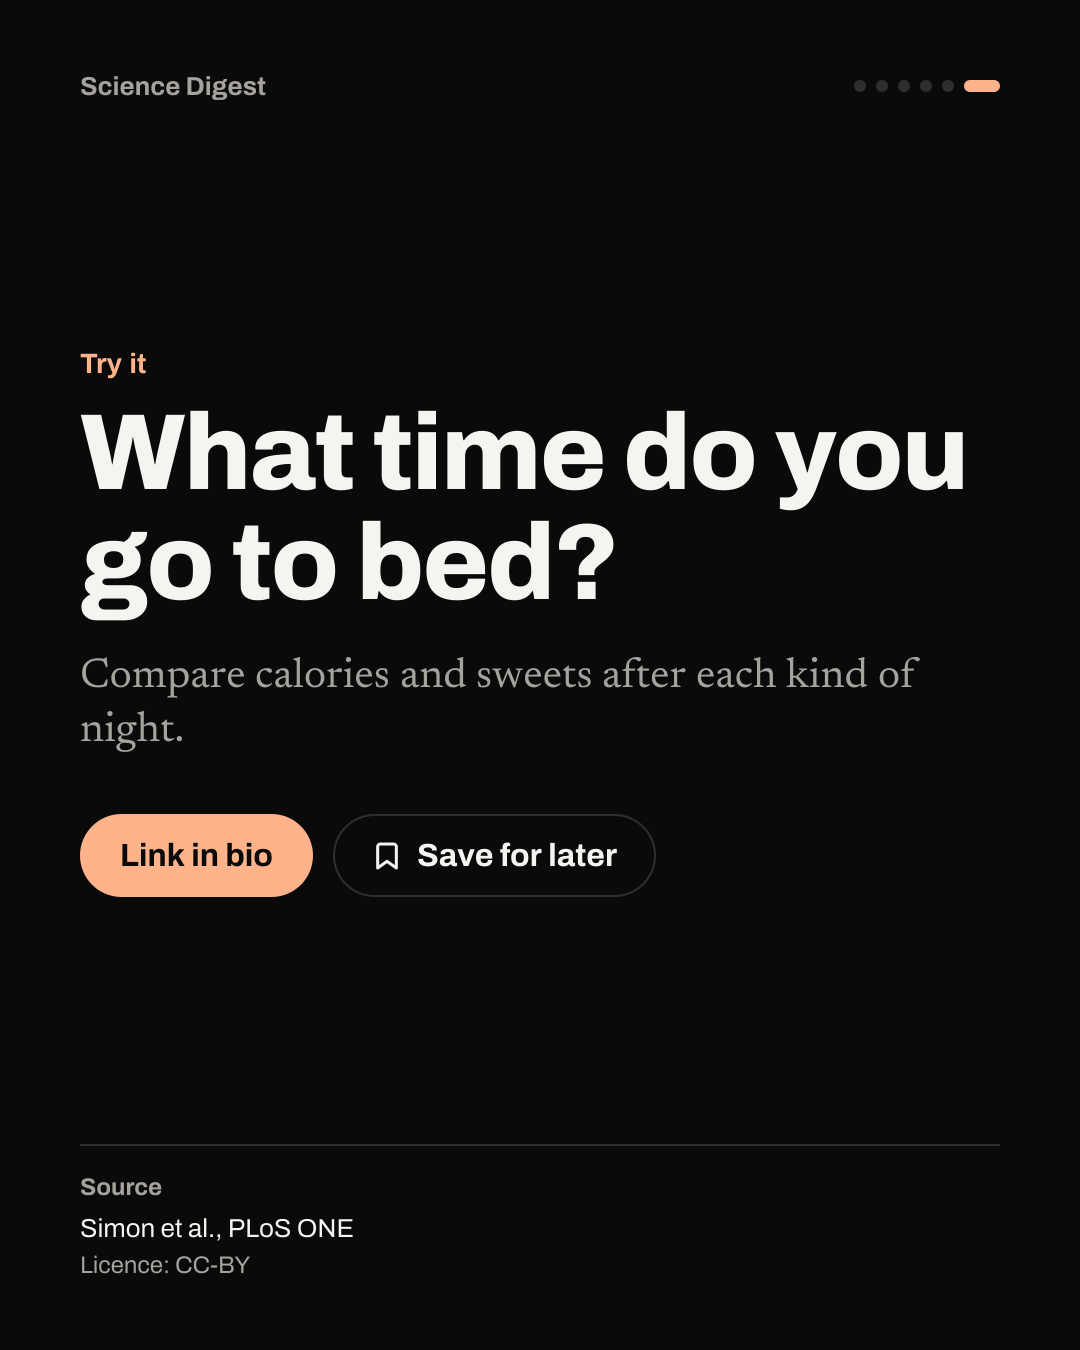 Science Digest
Try it
What time do you
go to bed?
Compare calories and sweets after each kind of
night.
Link in bio
Save for later
Source
Simon et al., PLoS ONE
Licence: CC-BY